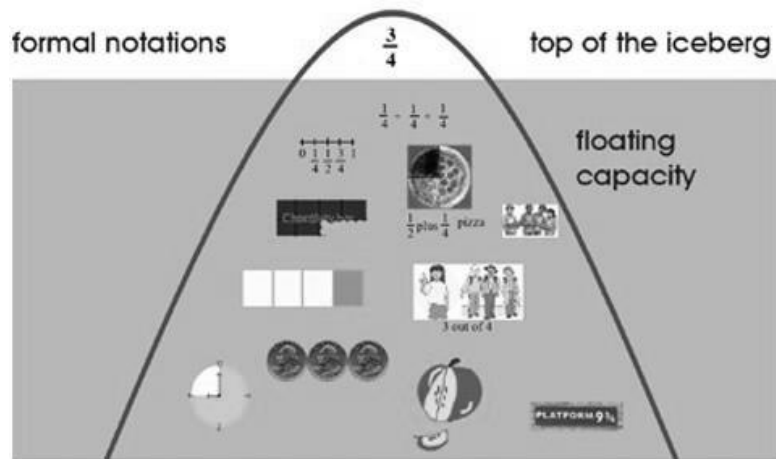 formal notations
3/4
top of the iceberg
1/4 + 1/4 + 1/4
0 1/4 1/2 3/4 1
floating
capacity
1/2 plus 1/4 pizza
3 out of 4
PLATFORM 9¾